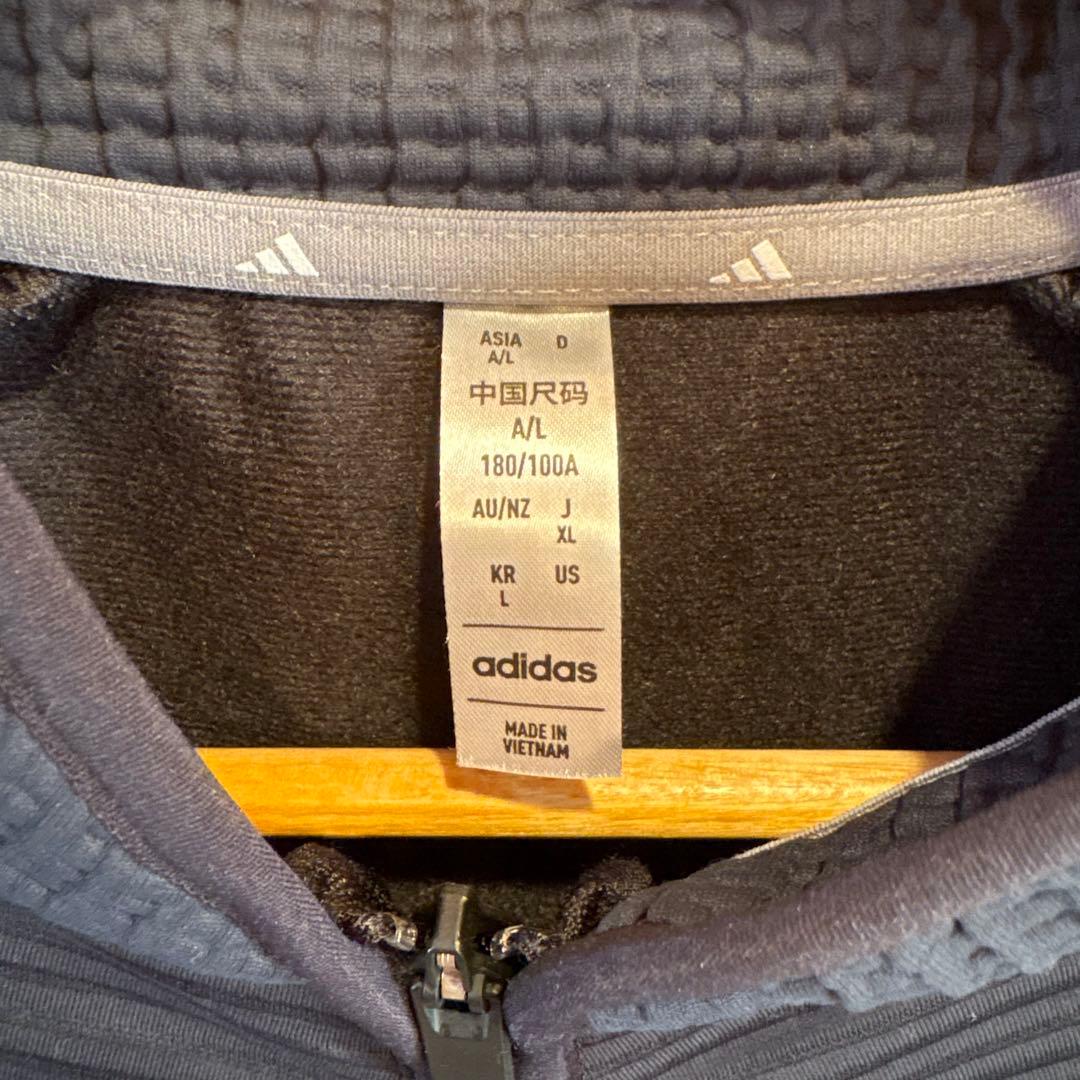 ASIA D
A/L
中国尺码
A/L
180/100A
AU/NZ J
XL
KR US
L
adidas
MADE IN
VIETNAM